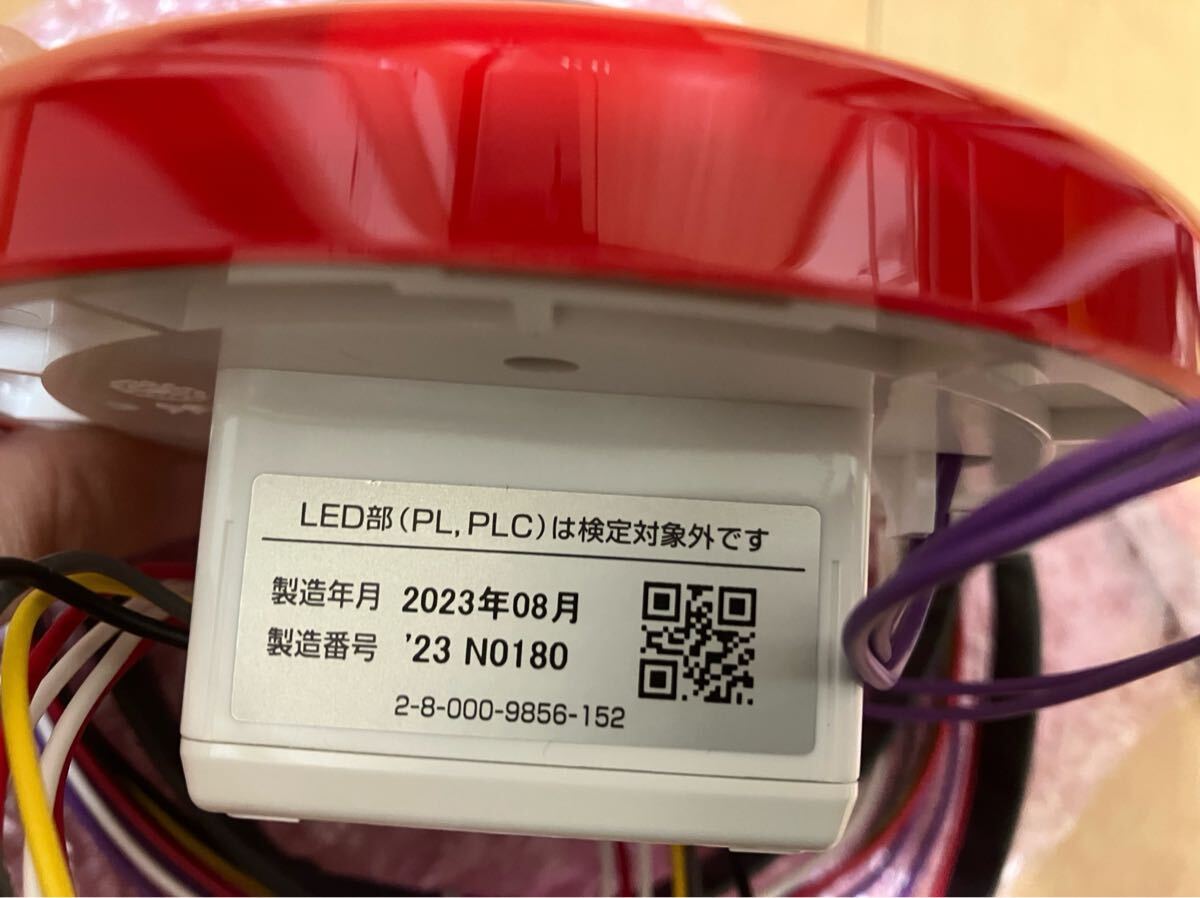 LED部(PL,PLC)は検定対象外です
製造年月 2023年08月
製造番号 '23 N0180
2-8-000-9856-152